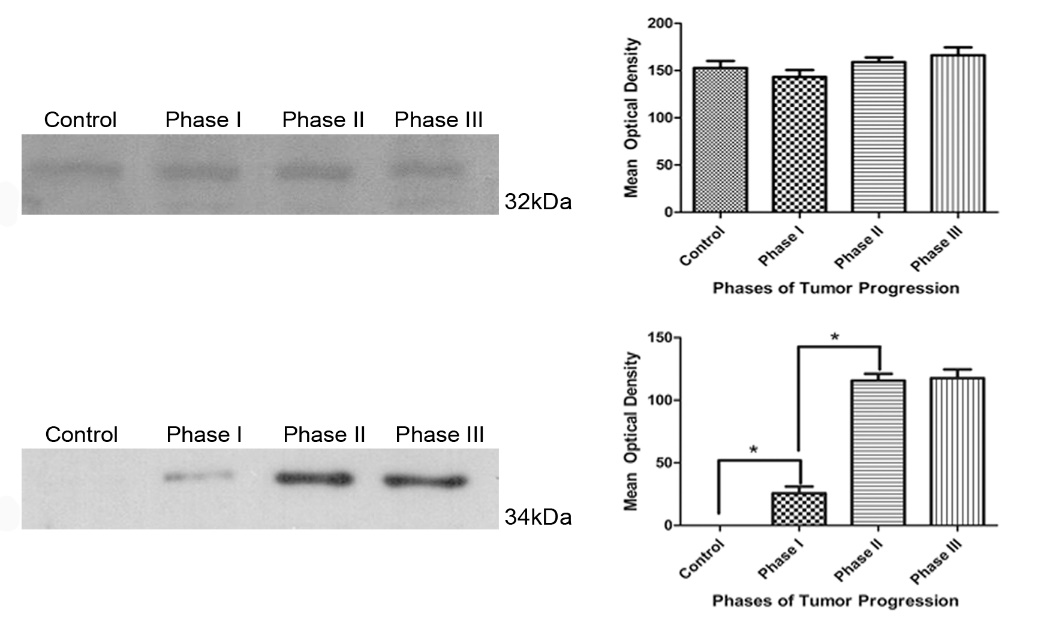 Control Phase I Phase II Phase III
32kDa
200
150
100
50
0
Mean Optical Density
Control
Phase I
Phase II
Phase III
Phases of Tumor Progression
Control Phase I Phase II Phase III
34kDa
150
100
50
0
Mean Optical Density
*
*
Control
Phase I
Phase II
Phase III
Phases of Tumor Progression